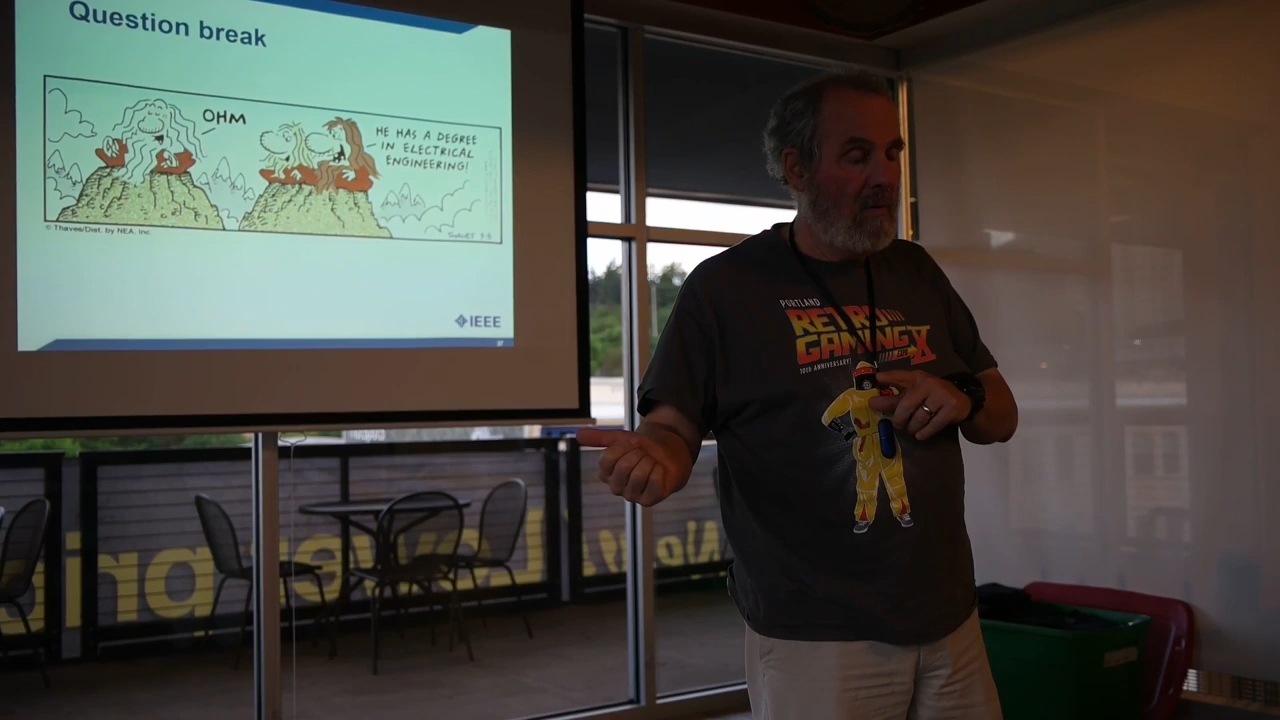 Question break
OHM
HE HAS A DEGREE
IN ELECTRICAL
ENGINEERING!
© Thaves/Dist. by NEA, Inc.
IEEE
PORTLAND
RETRO
GAMING
EXPO
10TH ANNIVERSARY!